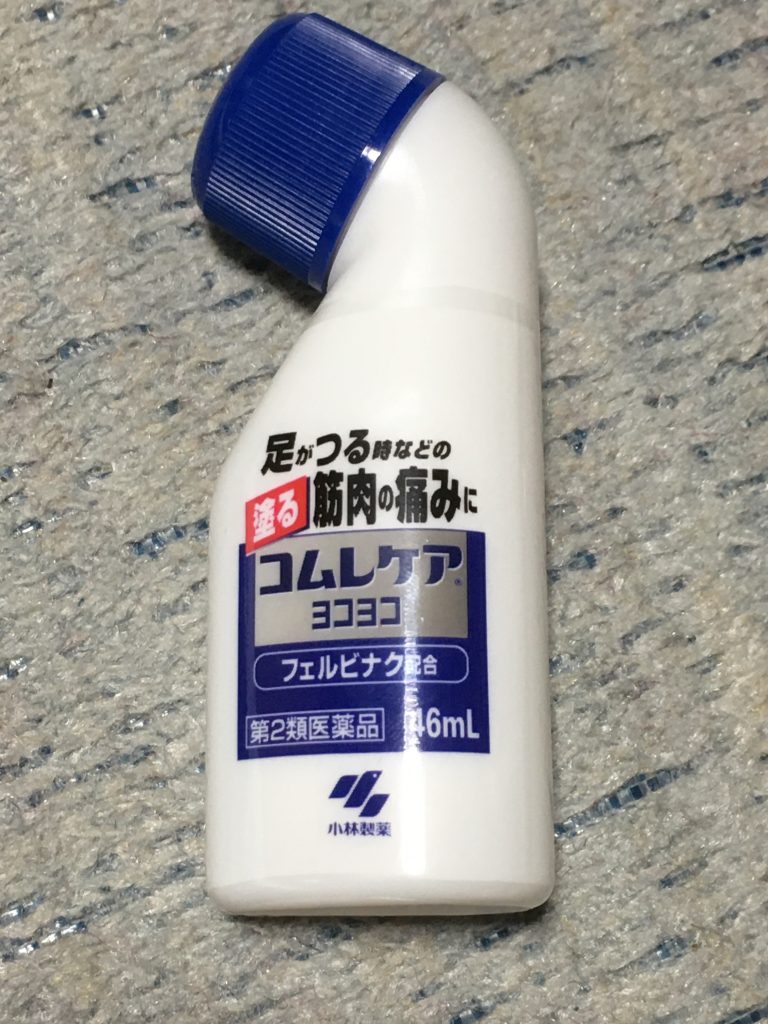 足がつる時などの
塗る 筋肉の痛みに
コムレケア®
ヨコヨコ
フェルビナク配合
第2類医薬品 46mL
小林製薬